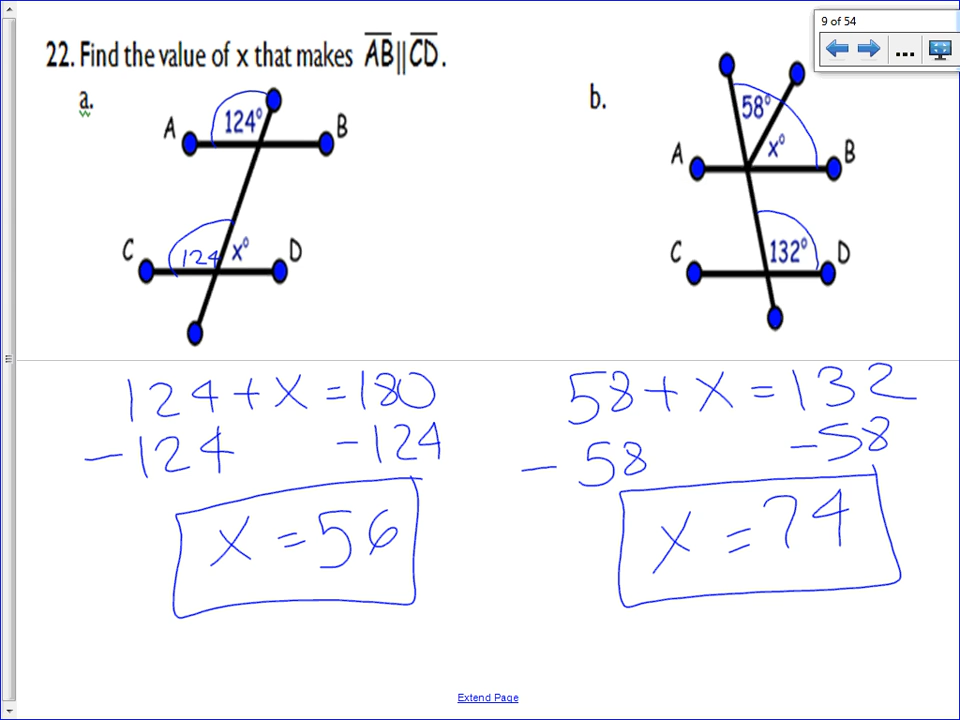 9 of 54
22. Find the value of x that makes AB||CD.
a.
124°
A
B
C
124
x°
D
b.
58°
x°
A
B
C
132°
D
124 + x = 180
- 124 - 124
x = 56
58 + x = 132
- 58 - 58
x = 74
Extend Page